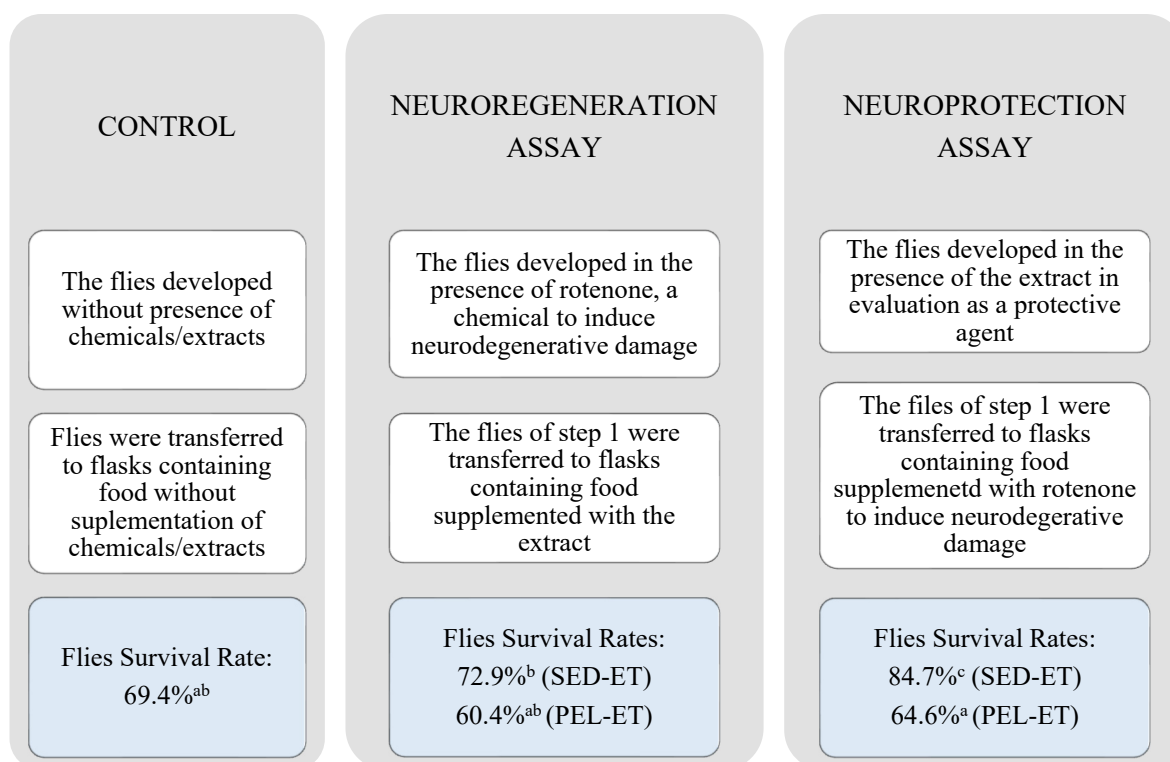 CONTROL
The flies developed
without presence of
chemicals/extracts
Flies were transferred
to flasks containing
food without
suplementation of
chemicals/extracts
Flies Survival Rate:
69.4%ᵃᵇ
NEUROREGENERATION
ASSAY
The flies developed in the
presence of rotenone, a
chemical to induce
neurodegenerative damage
The flies of step 1 were
transferred to flasks
containing food
supplemented with the
extract
Flies Survival Rates:
72.9%ᵇ (SED-ET)
60.4%ᵃᵇ (PEL-ET)
NEUROPROTECTION
ASSAY
The flies developed in the
presence of the extract in
evaluation as a protective
agent
The files of step 1 were
transferred to flasks
containing food
supplemenetd with rotenone
to induce neurodegerative
damage
Flies Survival Rates:
84.7%ᶜ (SED-ET)
64.6%ᵃ (PEL-ET)